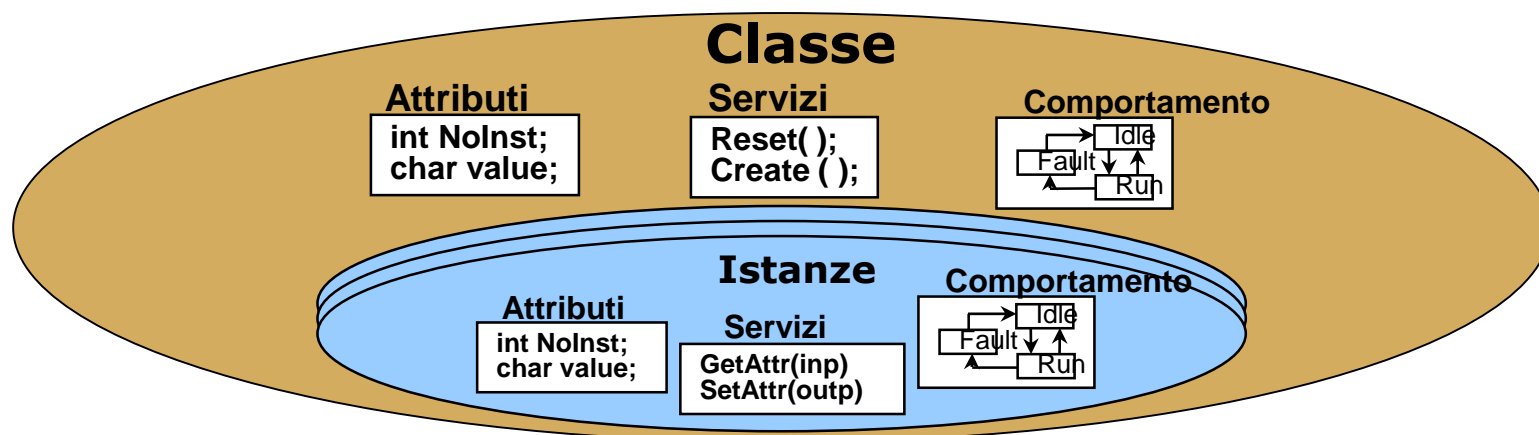 Classe
Attributi
int NoInst;
char value;
Servizi
Reset( );
Create ( );
Comportamento
Idle
Fault
Run
Istanze
Attributi
int NoInst;
char value;
Servizi
GetAttr(inp)
SetAttr(outp)
Comportamento
Idle
Fault
Run